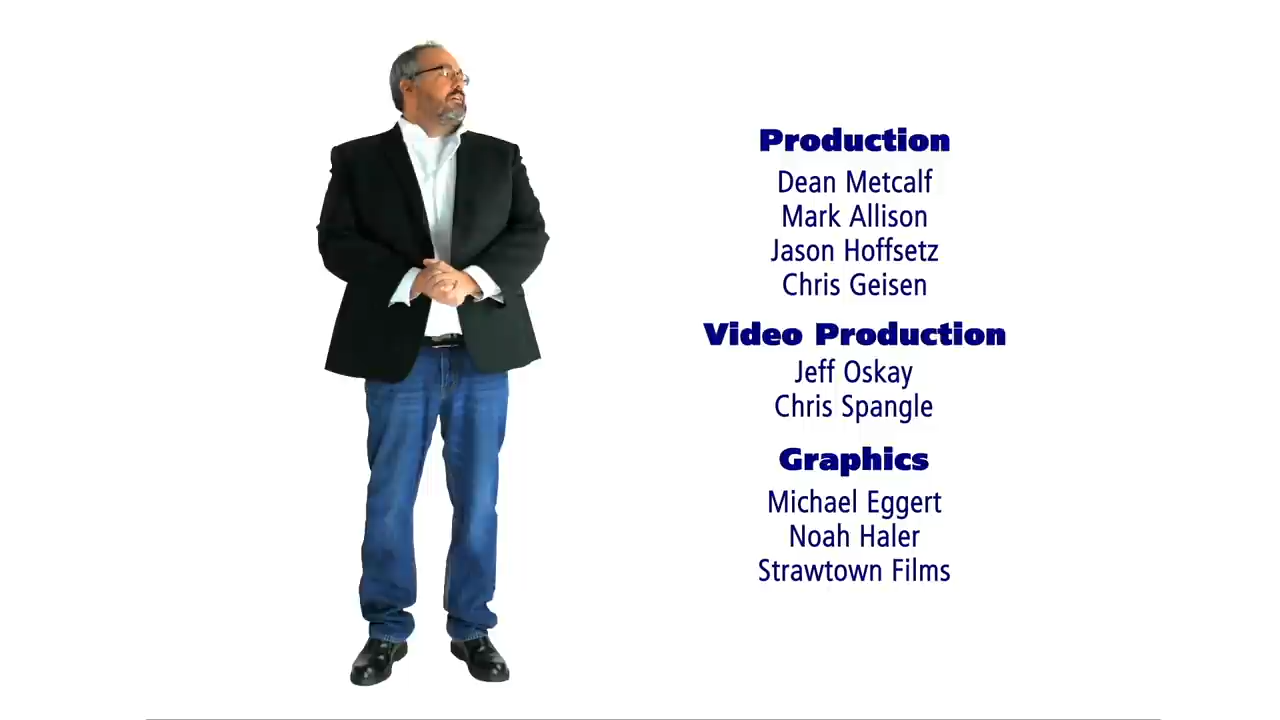 Production
Dean Metcalf
Mark Allison
Jason Hoffsetz
Chris Geisen
Video Production
Jeff Oskay
Chris Spangle
Graphics
Michael Eggert
Noah Haler
Strawtown Films